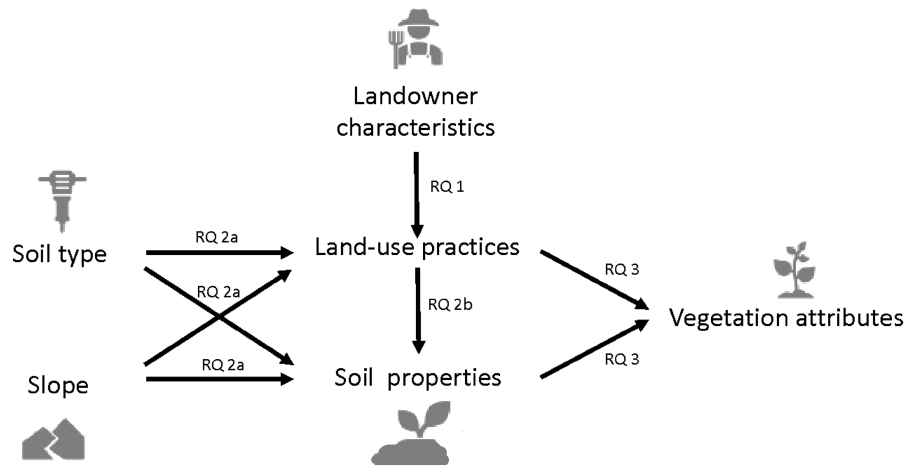 Landowner
characteristics
RQ 1
Soil type
RQ 2a
Land-use practices
RQ 3
RQ 2a
RQ 2b
Vegetation attributes
RQ 2a
RQ 3
Slope
Soil properties